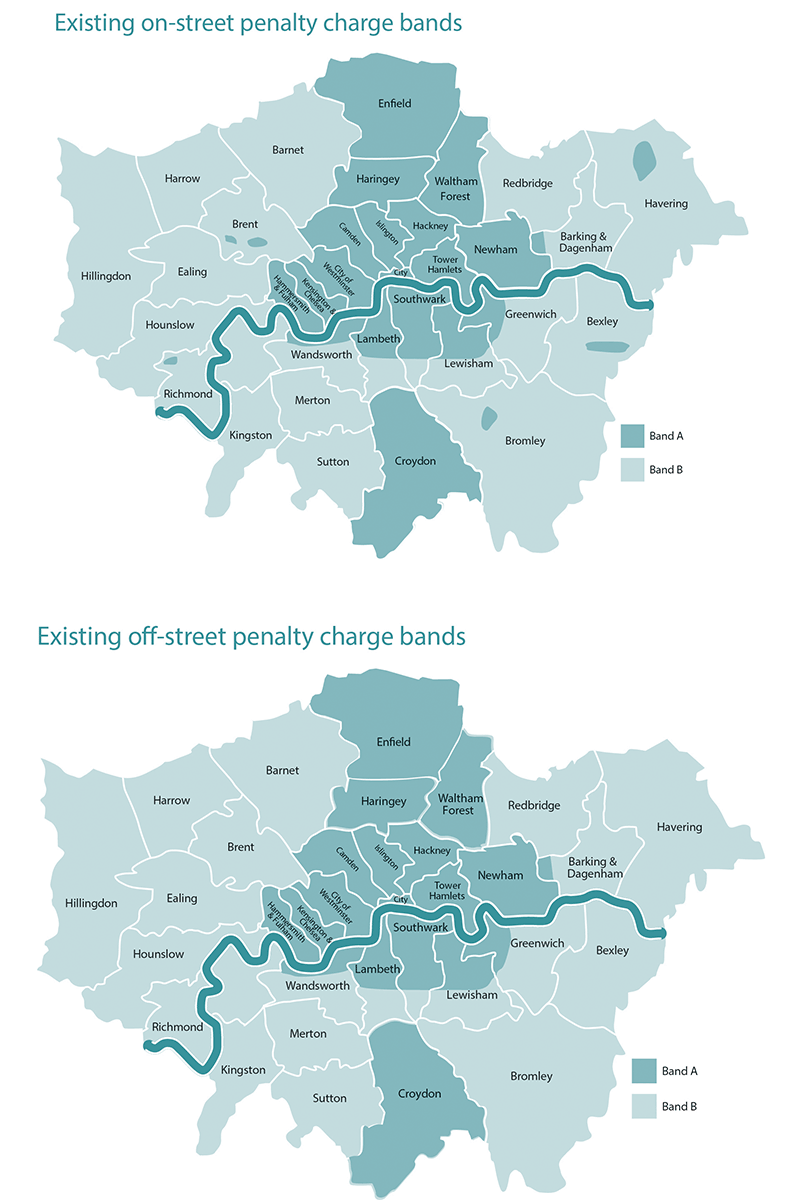 Existing on-street penalty charge bands
Enfield
Barnet
Harrow
Haringey
Waltham
Forest
Redbridge
Havering
Brent
Camden
Islington
Hackney
Newham
Barking &
Dagenham
Hillingdon
Ealing
City of
Westminster
Tower
Hamlets
City
Hammersmith
& Fulham
Kensington &
Chelsea
Southwark
Hounslow
Greenwich
Bexley
Lambeth
Wandsworth
Lewisham
Richmond
Merton
Kingston
Bromley
Sutton
Croydon
Band A
Band B
Existing off-street penalty charge bands
Enfield
Barnet
Harrow
Haringey
Waltham
Forest
Redbridge
Havering
Brent
Camden
Islington
Hackney
Newham
Barking &
Dagenham
Hillingdon
Ealing
City of
Westminster
Tower
Hamlets
City
Hammersmith
& Fulham
Kensington &
Chelsea
Southwark
Hounslow
Greenwich
Bexley
Lambeth
Wandsworth
Lewisham
Richmond
Merton
Kingston
Bromley
Sutton
Croydon
Band A
Band B